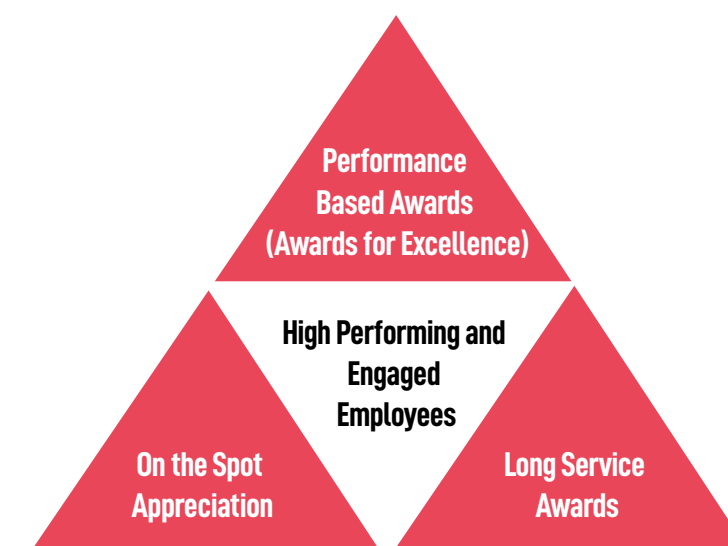 Performance
Based Awards
(Awards for Excellence)
High Performing and
Engaged
Employees
On the Spot
Appreciation
Long Service
Awards